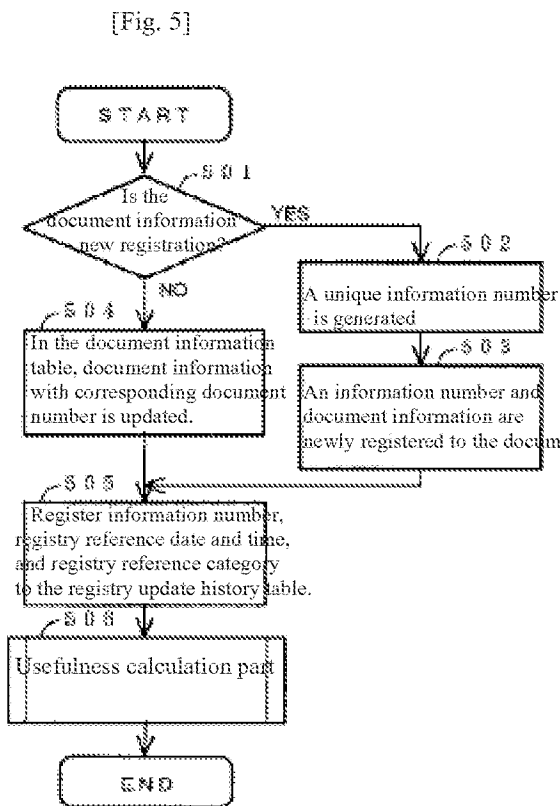 [Fig. 5]
START
S01
Is the
document information
new registration?
YES
NO
S02
A unique information number
is generated
S03
An information number and
document information are
newly registered to the docum
S04
In the document information
table, document information
with corresponding document
number is updated.
S05
Register information number,
registry reference date and time,
and registry reference category
to the registry update history table.
S06
Usefulness calculation part
END